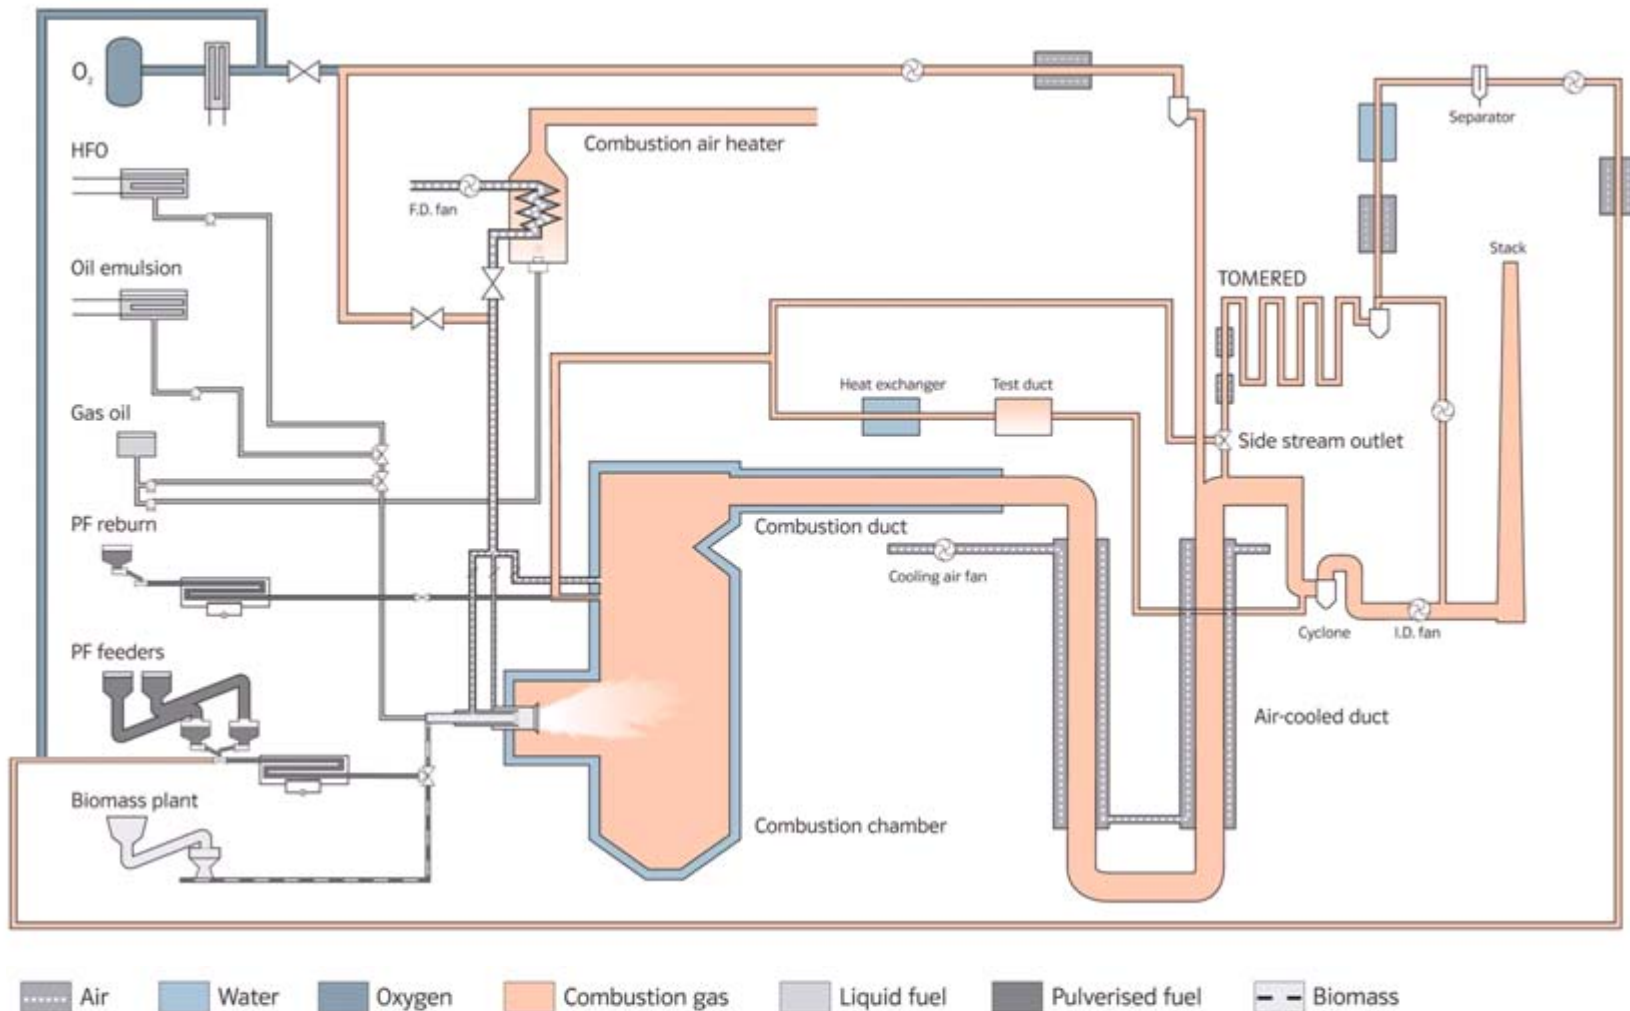 O₂
HFO
Oil emulsion
Gas oil
PF reburn
PF feeders
Biomass plant
Combustion air heater
F.D. fan
Heat exchanger
Test duct
Combustion duct
Cooling air fan
Combustion chamber
Separator
Stack
TOMERED
Side stream outlet
Cyclone
I.D. fan
Air-cooled duct
Air
Water
Oxygen
Combustion gas
Liquid fuel
Pulverised fuel
Biomass